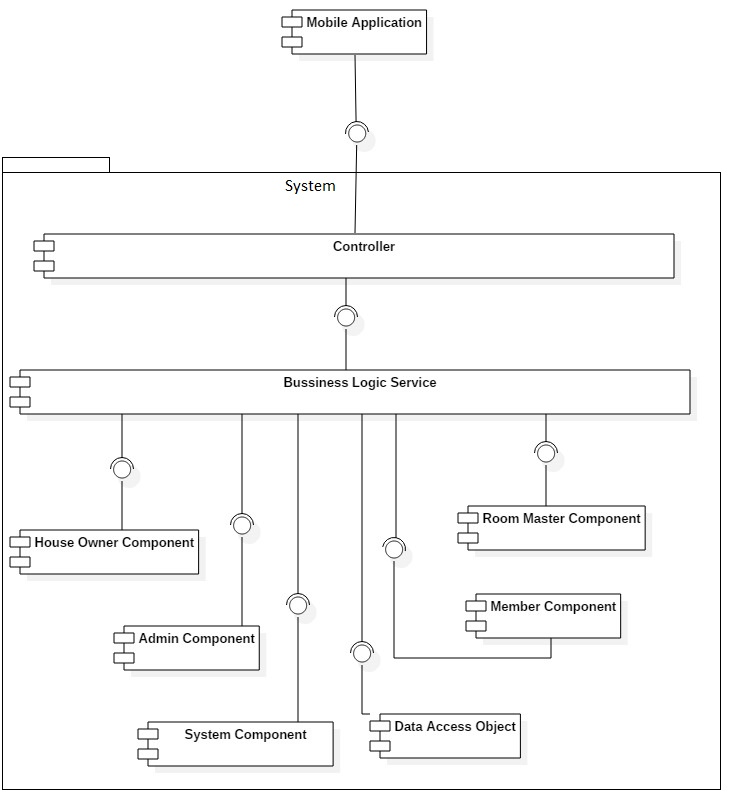 Mobile Application
System
Controller
Bussiness Logic Service
Room Master Component
House Owner Component
Member Component
Admin Component
Data Access Object
System Component